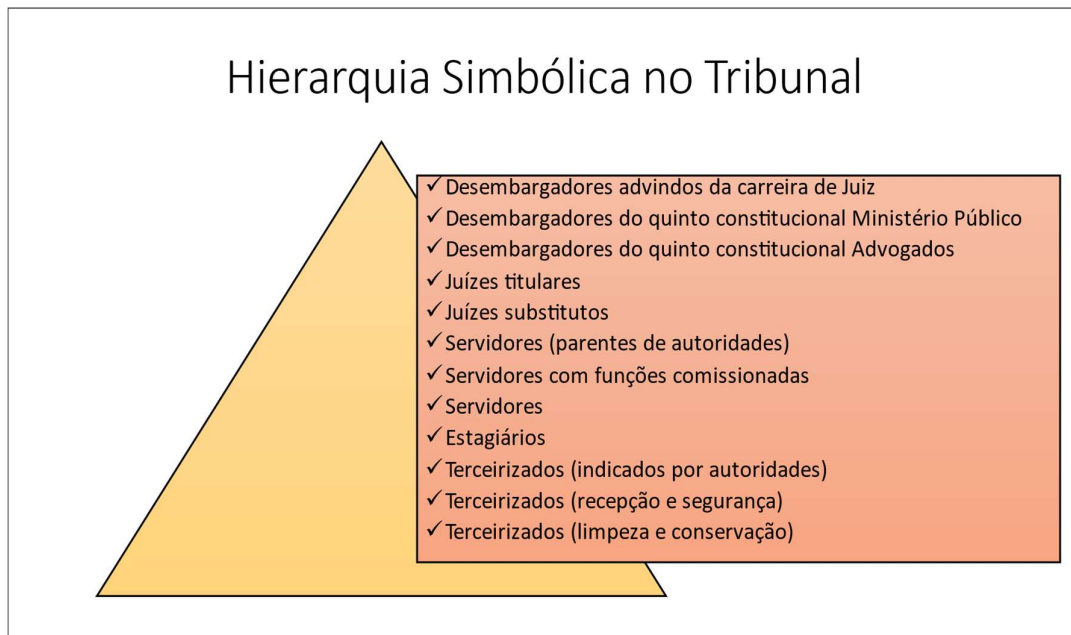 Hierarquia Simbólica no Tribunal
✓ Desembargadores advindos da carreira de Juiz
✓ Desembargadores do quinto constitucional Ministério Público
✓ Desembargadores do quinto constitucional Advogados
✓ Juízes titulares
✓ Juízes substitutos
✓ Servidores (parentes de autoridades)
✓ Servidores com funções comissionadas
✓ Servidores
✓ Estagiários
✓ Terceirizados (indicados por autoridades)
✓ Terceirizados (recepção e segurança)
✓ Terceirizados (limpeza e conservação)